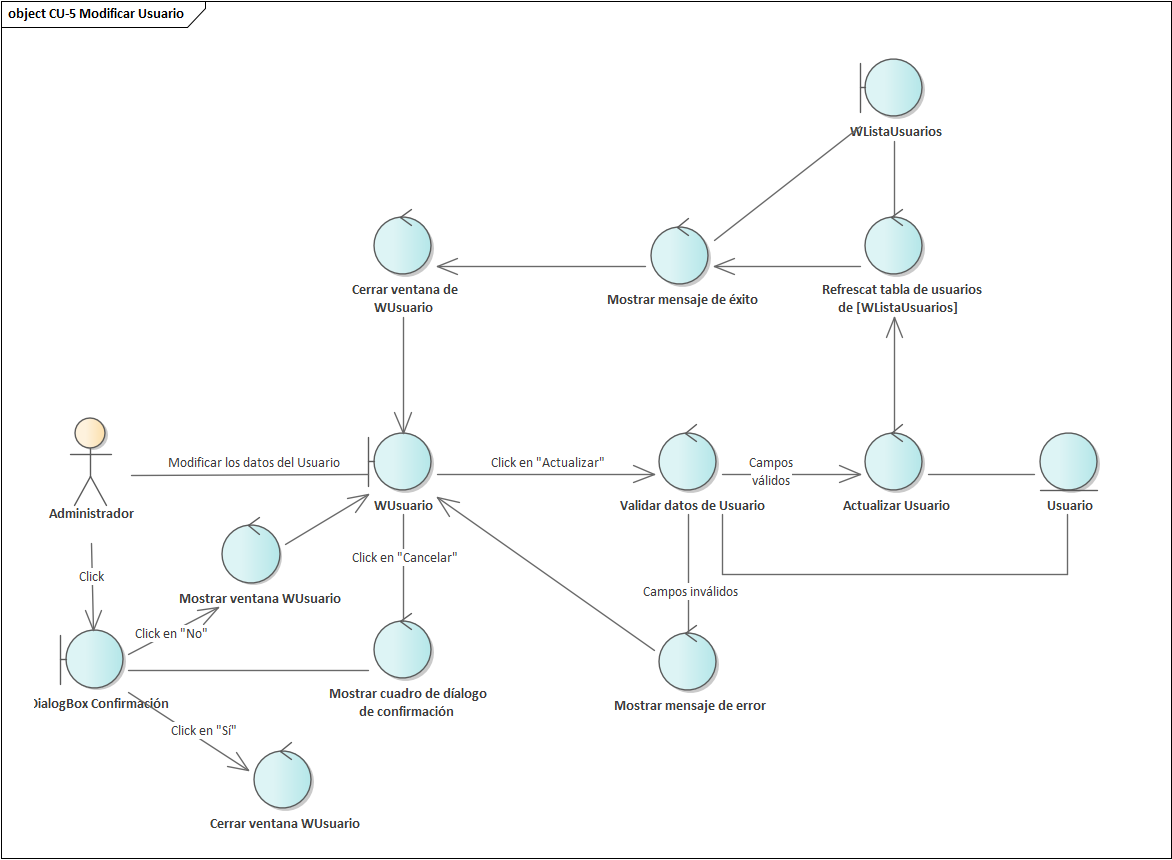 object CU-5 Modificar Usuario
WListaUsuarios
Cerrar ventana de
WUsuario
Mostrar mensaje de éxito
Refrescat tabla de usuarios
de [WListaUsuarios]
Administrador
Modificar los datos del Usuario
WUsuario
Click en "Actualizar"
Validar datos de Usuario
Campos
válidos
Actualizar Usuario
Usuario
Click
Mostrar ventana WUsuario
Click en "Cancelar"
Campos inválidos
Click en "No"
DialogBox Confirmación
Mostrar cuadro de díalogo
de confirmación
Mostrar mensaje de error
Click en "Sí"
Cerrar ventana WUsuario